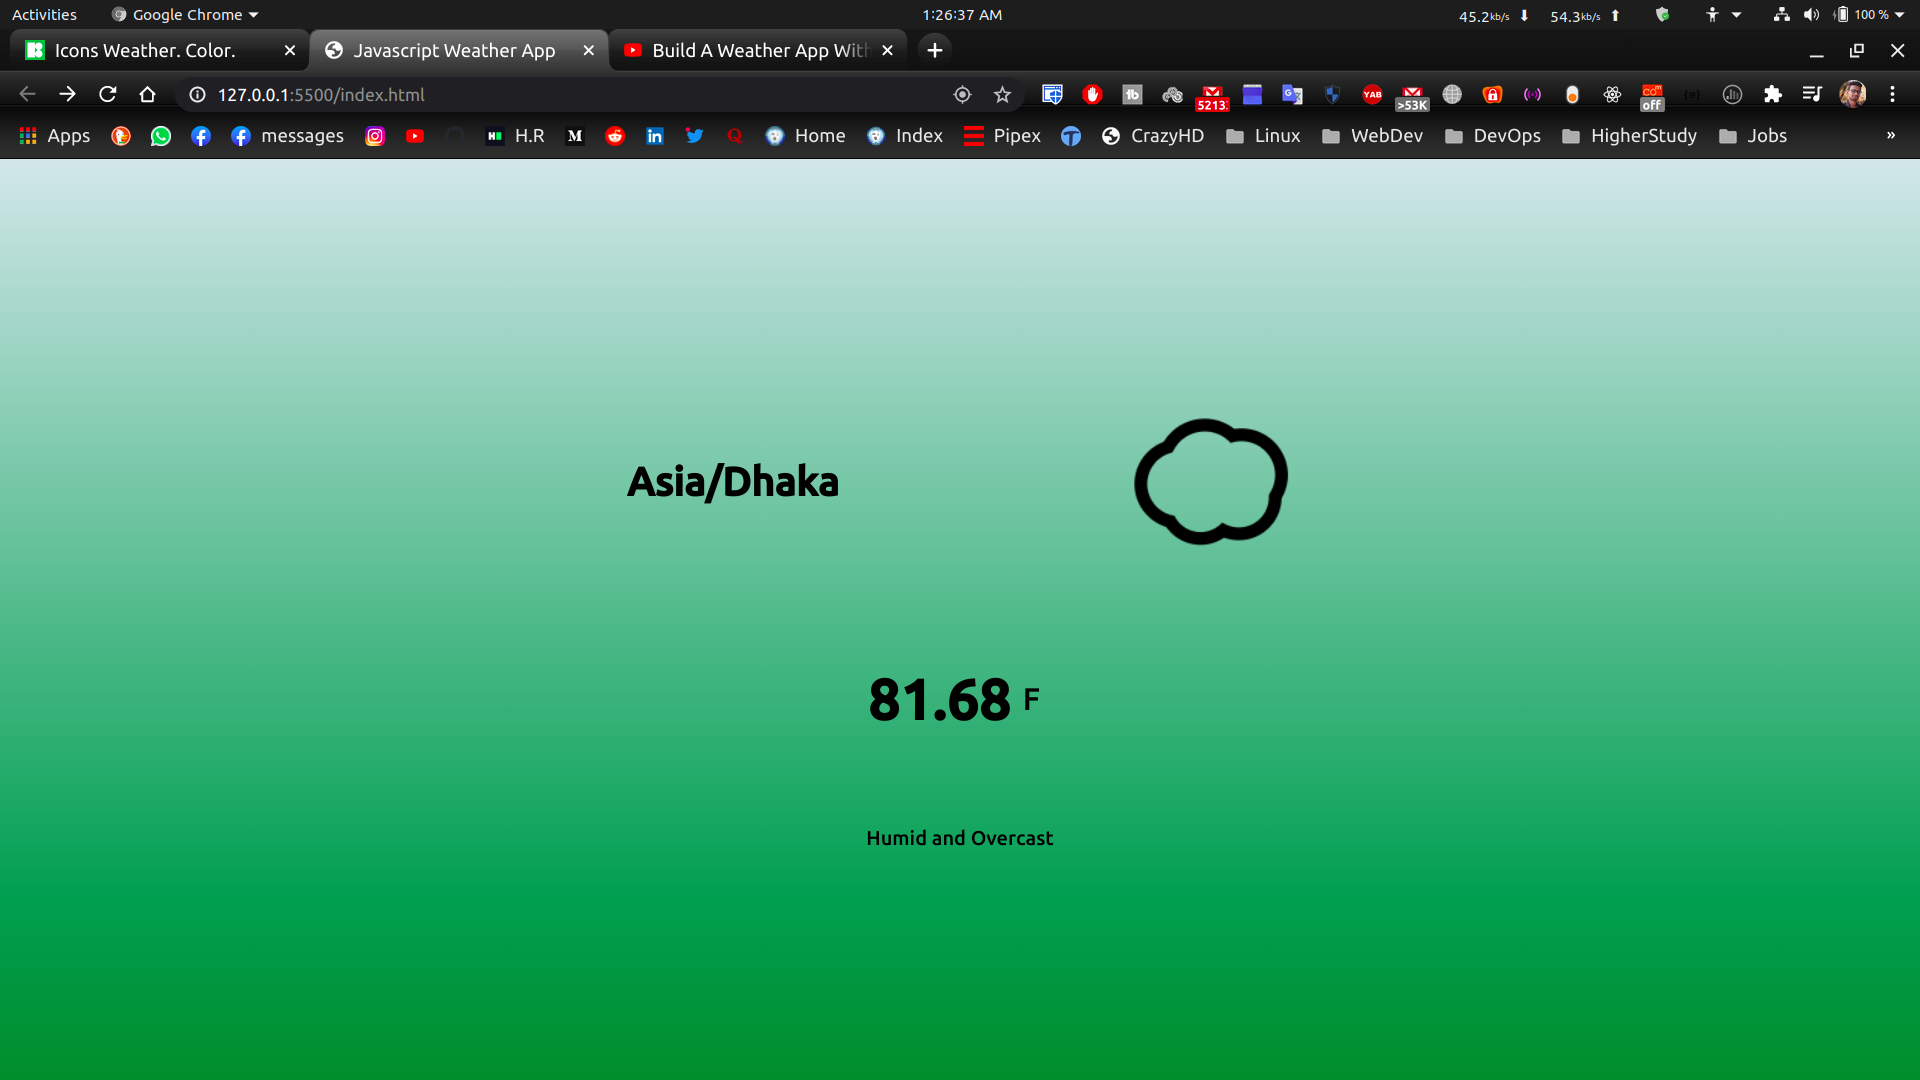 Activities Google Chrome 1:26:37 AM 45.2kb/s 54.3kb/s 100 %
Icons Weather. Color. Javascript Weather App Build A Weather App With
127.0.0.1:5500/index.html 5213 >53K YAB off
Apps messages H.R Home Index Pipex CrazyHD Linux WebDev DevOps HigherStudy Jobs »
Asia/Dhaka
81.68 F
Humid and Overcast